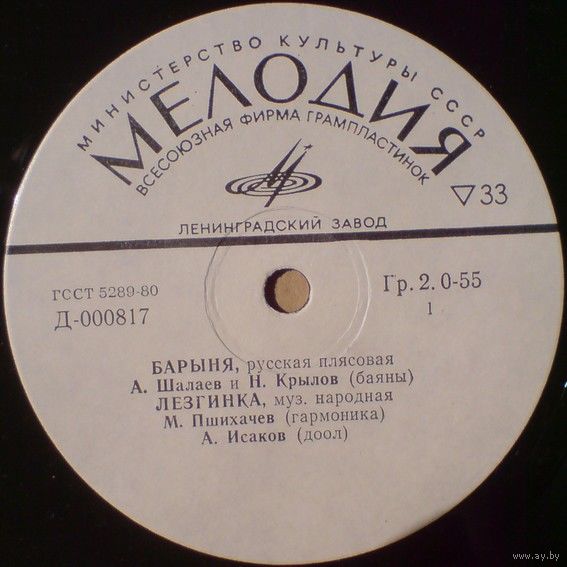 МИНИСТЕРСТВО КУЛЬТУРЫ СССР
МЕЛОДИЯ
ВСЕСОЮЗНАЯ ФИРМА ГРАМПЛАСТИНОК
▽33
ЛЕНИНГРАДСКИЙ ЗАВОД
ГССТ 5289-80
Д-000817
Гр. 2. 0-55
1
БАРЫНЯ, русская плясовая
А. Шалаев и Н. Крылов (баяны)
ЛЕЗГИНКА, муз. народная
М. Пшихачев (гармоника)
А. Исаков (доол)
www.ay.by